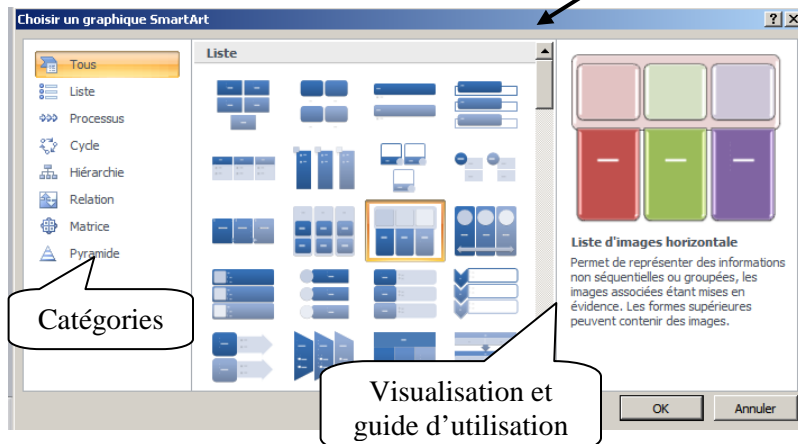 Choisir un graphique SmartArt
Tous
Liste
Processus
Cycle
Hiérarchie
Relation
Matrice
Pyramide
Catégories
Liste
Visualisation et
guide d’utilisation
Liste d'images horizontale
Permet de représenter des informations
non séquentielles ou groupées, les
images associées étant mises en
évidence. Les formes supérieures
peuvent contenir des images.
OK
Annuler